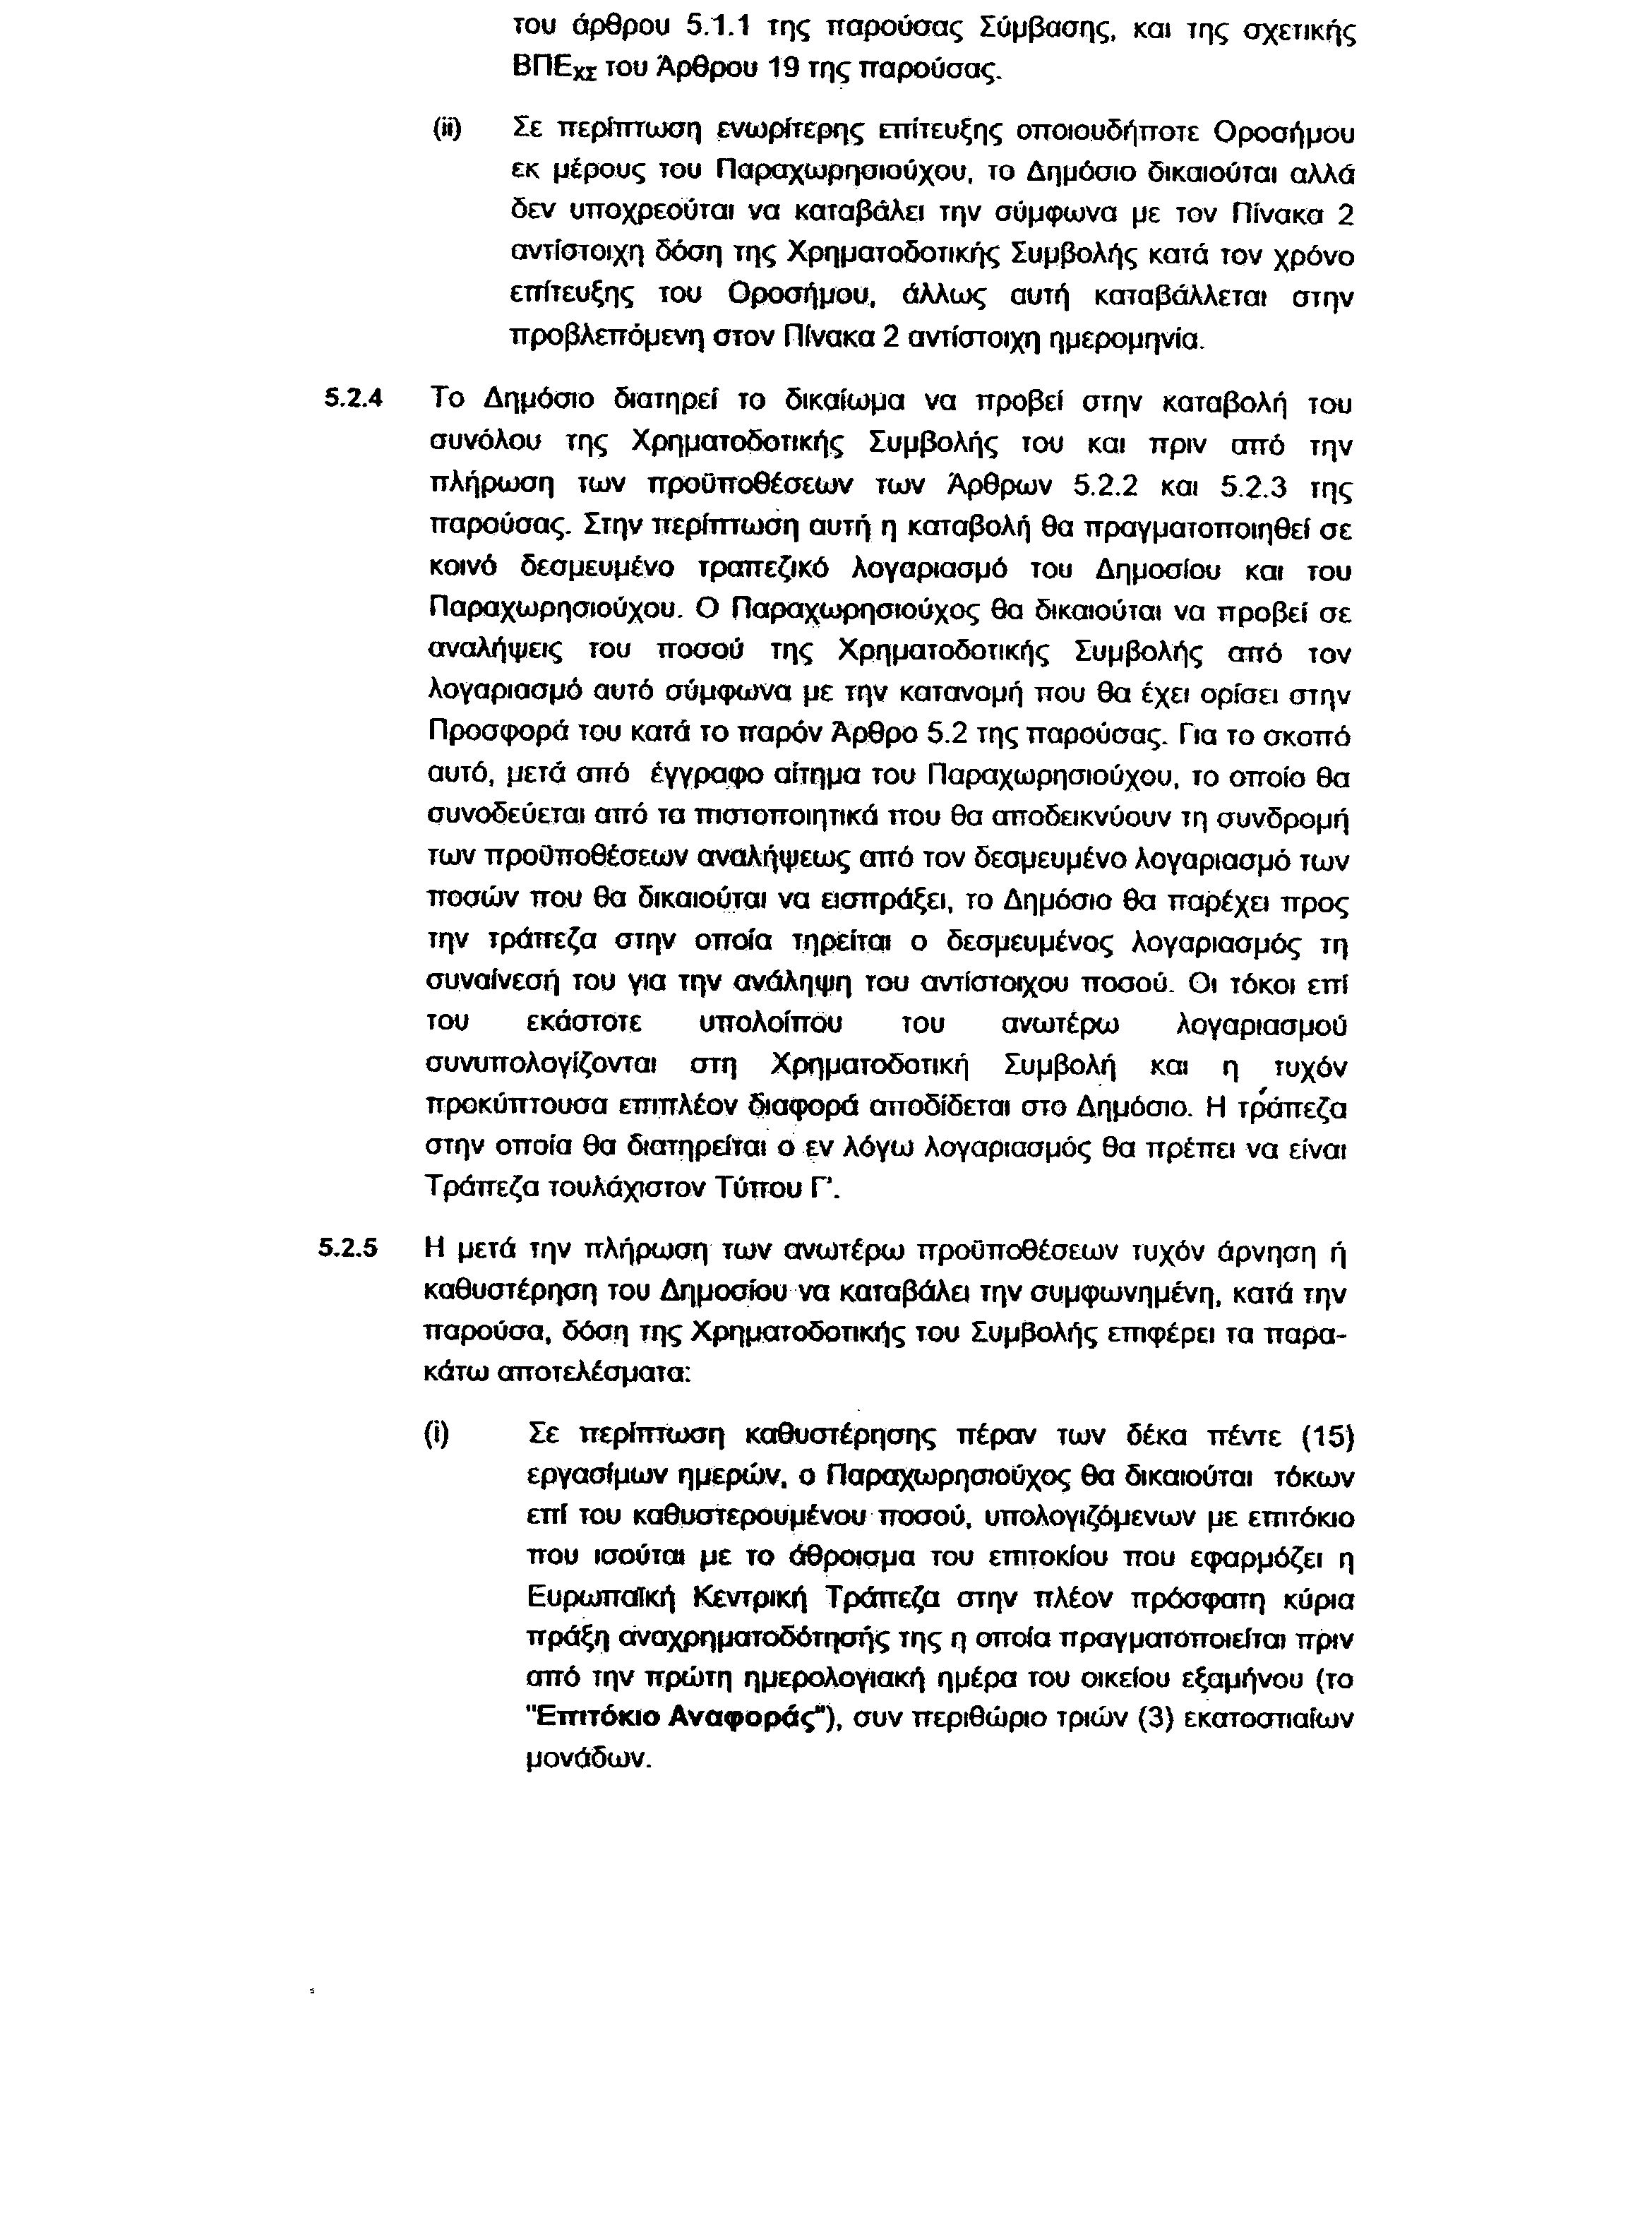 του άρθρου 5.1.1 της παρούσας Σύμβασης, και της σχετικής
ΒΠΕΧΣ του Άρθρου 19 της παρούσας.
(ii) Σε περίπτωση ενωρίτερης επίτευξης οποιουδήποτε Οροσήμου
εκ μέρους του Παραχωρησιούχου, το Δημόσιο δικαιούται αλλά
δεν υποχρεούται να καταβάλει την σύμφωνα με τον Πίνακα 2
αντίστοιχη δόση της Χρηματοδοτικής Συμβολής κατά τον χρόνο
επίτευξης του Οροσήμου, άλλως αυτή καταβάλλεται στην
προβλεπόμενη στον Πίνακα 2 αντίστοιχη ημερομηνία.
5.2.4 Το Δημόσιο διατηρεί το δικαίωμα να προβεί στην καταβολή του
συνόλου της Χρηματοδοτικής Συμβολής του και πριν από την
πλήρωση των προϋποθέσεων των Άρθρων 5.2.2 και 5.2.3 της
παρούσας. Στην περίπτωση αυτή η καταβολή θα πραγματοποιηθεί σε
κοινό δεσμευμένο τραπεζικό λογαριασμό του Δημοσίου και του
Παραχωρησιούχου. Ο Παραχωρησιούχος θα δικαιούται να προβεί σε
αναλήψεις του ποσού της Χρηματοδοτικής Συμβολής από τον
λογαριασμό αυτό σύμφωνα με την κατανομή που θα έχει ορίσει στην
Προσφορά του κατά το παρόν Άρθρο 5.2 της παρούσας. Για το σκοπό
αυτό, μετά από έγγραφο αίτημα του Παραχωρησιούχου, το οποίο θα
συνοδεύεται από τα πιστοποιητικά που θα αποδεικνύουν τη συνδρομή
των προϋποθέσεων αναλήψεως από τον δεσμευμένο λογαριασμό των
ποσών που θα δικαιούται να εισπράξει, το Δημόσιο θα παρέχει προς
την τράπεζα στην οποία τηρείται ο δεσμευμένος λογαριασμός τη
συναίνεσή του για την ανάληψη του αντίστοιχου ποσού. Οι τόκοι επί
του εκάστοτε υπολοίπου του ανωτέρω λογαριασμού
συνυπολογίζονται στη Χρηματοδοτική Συμβολή και η τυχόν
προκύπτουσα επιπλέον διαφορά αποδίδεται στο Δημόσιο. Η τράπεζα
στην οποία θα διατηρείται ο εν λόγω λογαριασμός θα πρέπει να είναι
Τράπεζα τουλάχιστον Τύπου Γ'.
5.2.5 Η μετά την πλήρωση των ανωτέρω προϋποθέσεων τυχόν άρνηση ή
καθυστέρηση του Δημοσίου να καταβάλει την συμφωνημένη, κατά την
παρούσα, δόση της Χρηματοδοτικής του Συμβολής επιφέρει τα παρα-
κάτω αποτελέσματα:
(i) Σε περίπτωση καθυστέρησης πέραν των δέκα πέντε (15)
εργασίμων ημερών, ο Παραχωρησιούχος θα δικαιούται τόκων
επί του καθυστερουμένου ποσού, υπολογιζόμενων με επιτόκιο
που ισούται με το άθροισμα του επιτοκίου που εφαρμόζει η
Ευρωπαϊκή Κεντρική Τράπεζα στην πλέον πρόσφατη κύρια
πράξη αναχρηματοδότησής της η οποία πραγματοποιείται πριν
από την πρώτη ημερολογιακή ημέρα του οικείου εξαμήνου (το
"Επιτόκιο Αναφοράς"), συν περιθώριο τριών (3) εκατοστιαίων
μονάδων.